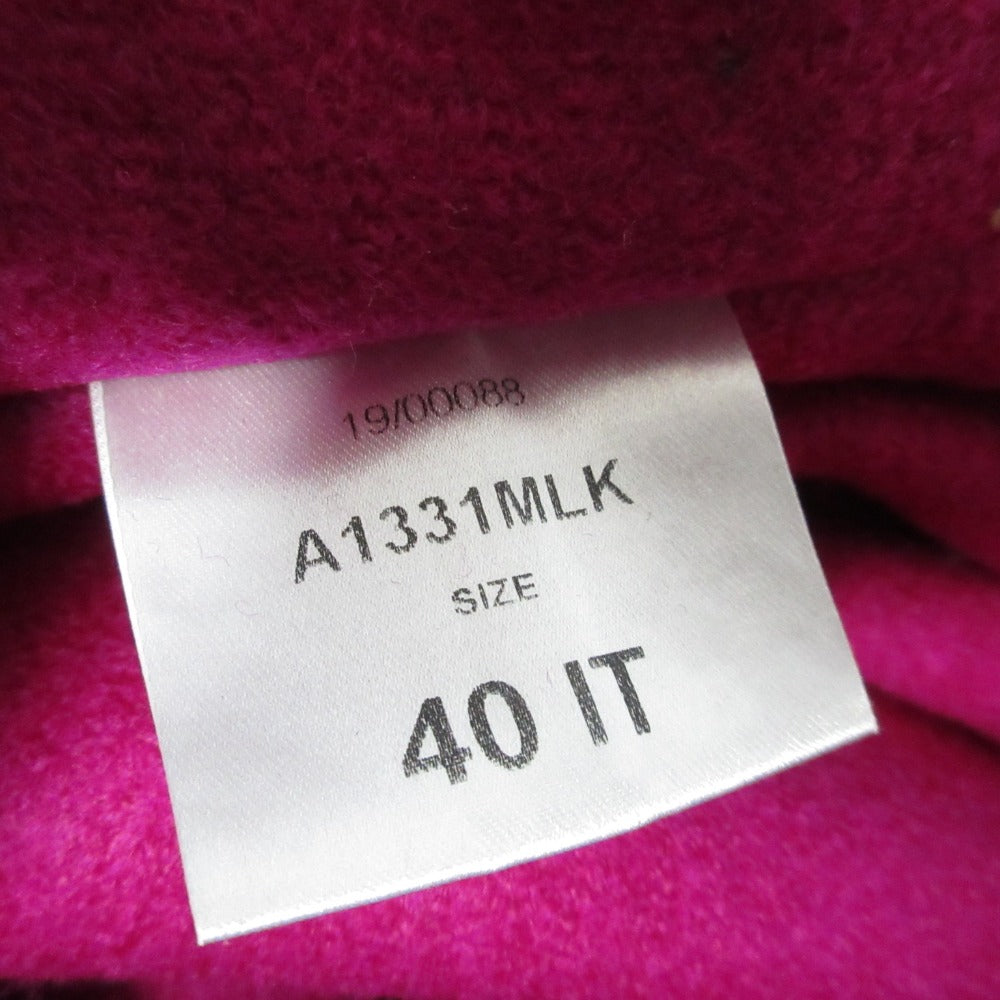 19/00088
A1331MLK
SIZE
40 IT